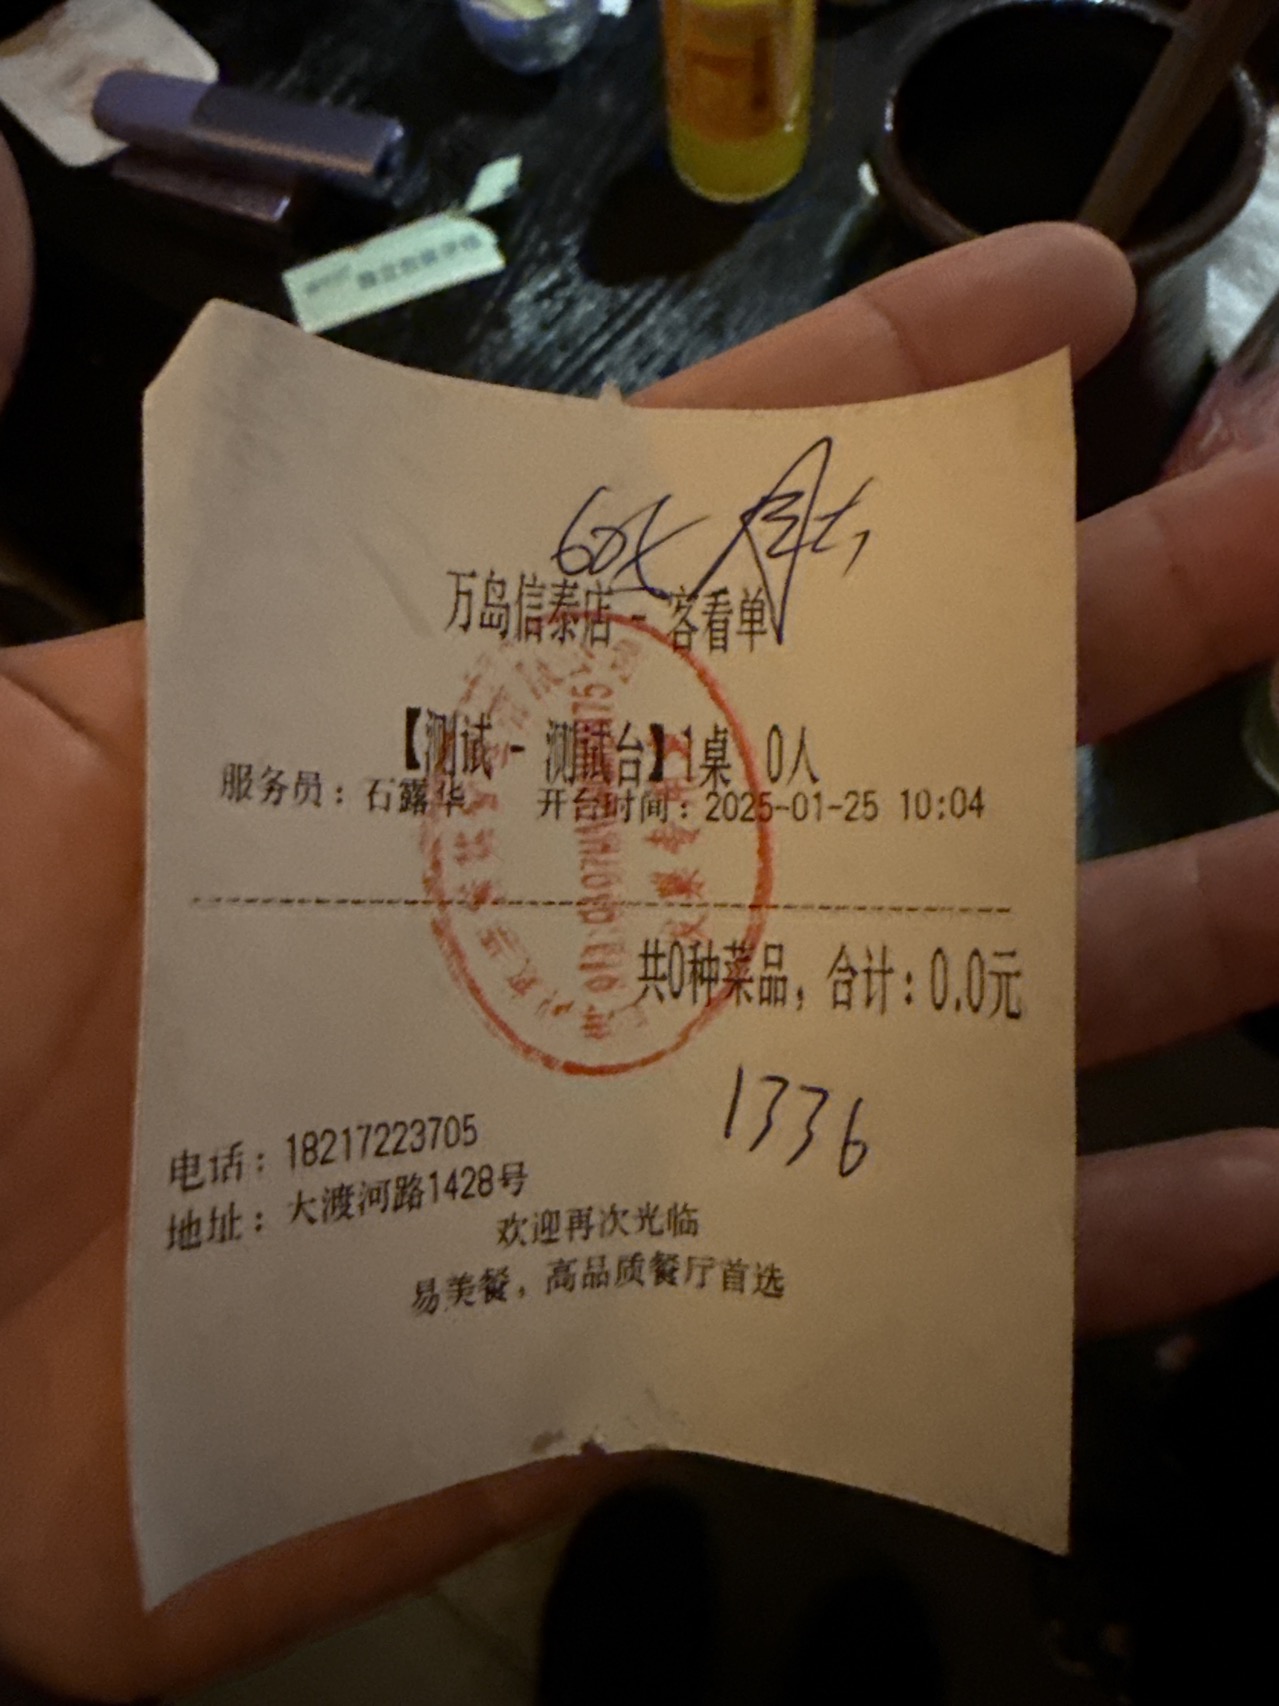 万岛信泰店 - 客看单
【测试 - 测试台】1桌 0人
服务员：石露华 开台时间：2025-01-25 10:04
共0种菜品，合计：0.0元
1336
电话：18217223705
地址：大渡河路1428号
欢迎再次光临
易美餐，高品质餐厅首选